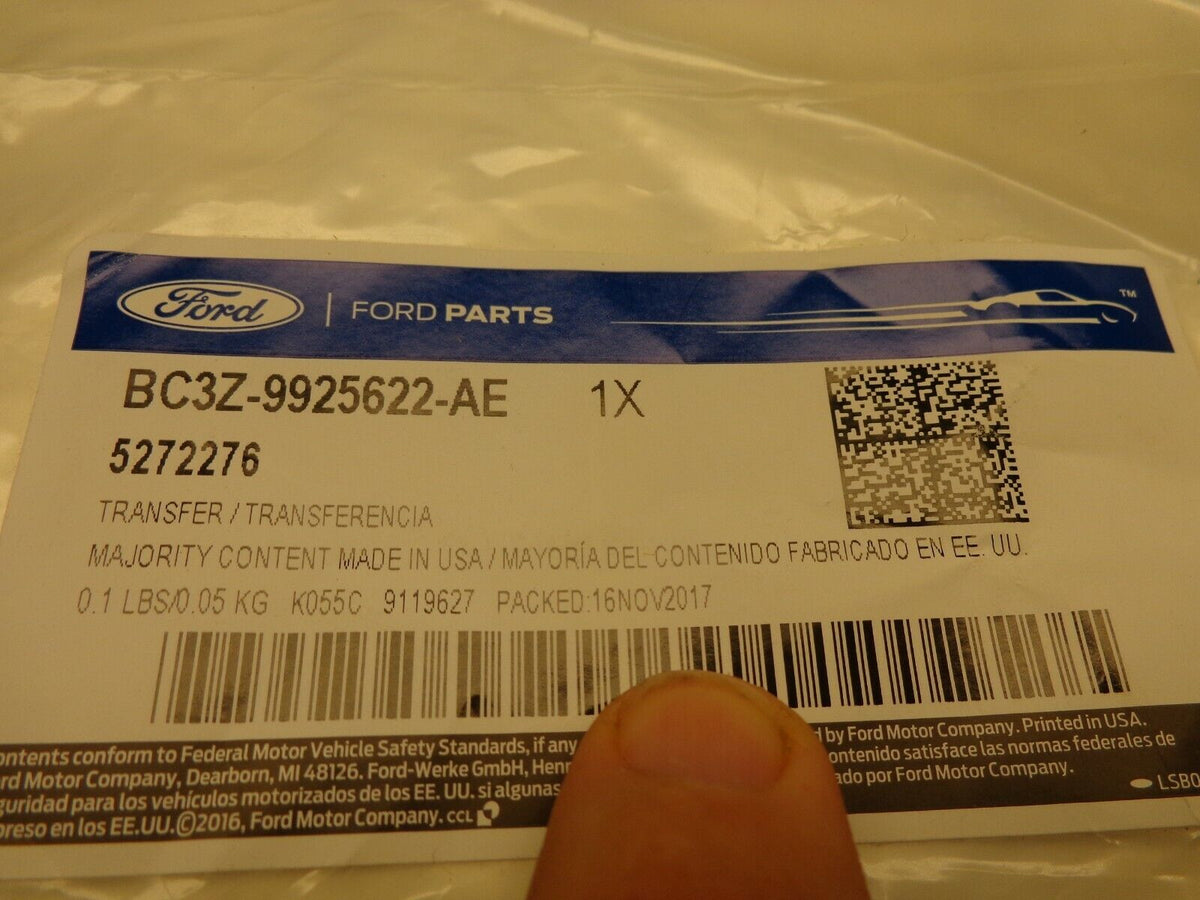 Ford | FORD PARTS TM
BC3Z-9925622-AE 1X
5272276
TRANSFER / TRANSFERENCIA
MAJORITY CONTENT MADE IN USA / MAYORÍA DEL CONTENIDO FABRICADO EN EE. UU.
0.1 LBS/0.05 KG K055C 9119627 PACKED:16NOV2017
ontents conform to Federal Motor Vehicle Safety Standards, if any d by Ford Motor Company. Printed in USA.
rd Motor Company, Dearborn, MI 48126. Ford-Werke GmbH, Henr ontenido satisface las normas federales de
guridad para los vehículos motorizados de los EE. UU. si algunas ado por Ford Motor Company.
preso en los EE.UU.©2016, Ford Motor Company. CCL LSB0